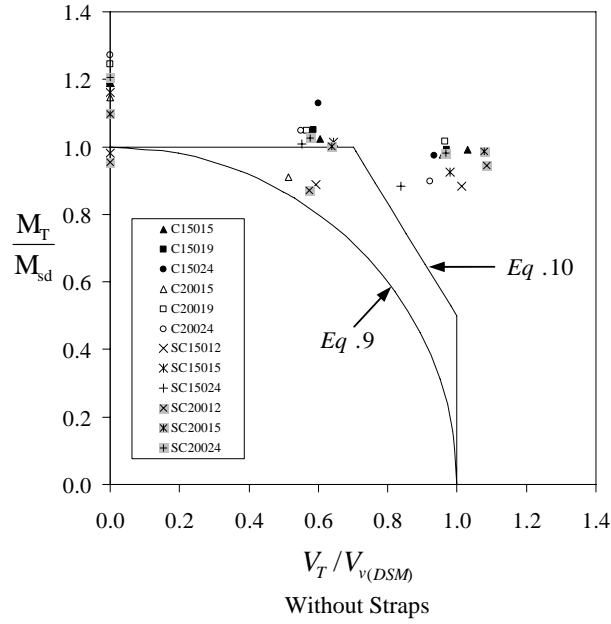 1.4
1.2
1.0
0.8
0.6
0.4
0.2
0.0
M_T
M_sd
C15015
C15019
C15024
C20015
C20019
C20024
SC15012
SC15015
SC15024
SC20012
SC20015
SC20024
Eq .10
Eq .9
0.0 0.2 0.4 0.6 0.8 1.0 1.2 1.4
V_T / V_v(DSM)
Without Straps